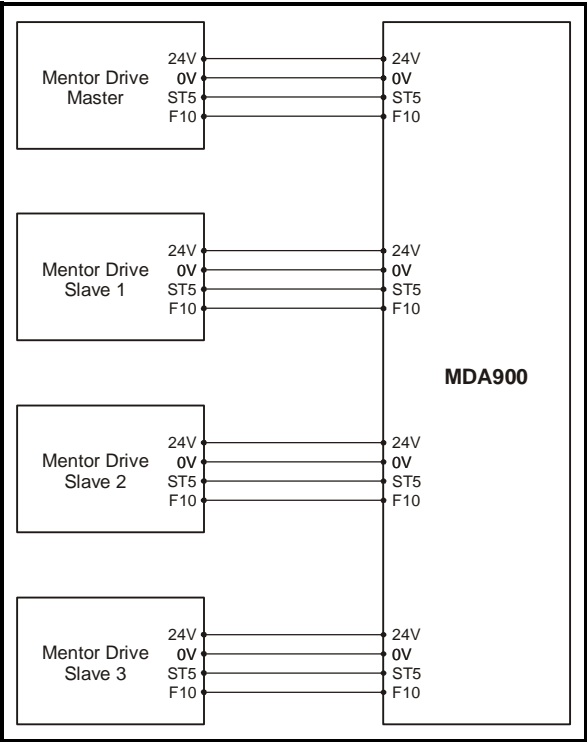 24V 24V
Mentor Drive 0V 0V
Master ST5 ST5
F10 F10
24V 24V
Mentor Drive 0V 0V
Slave 1 ST5 ST5
F10 F10
MDA900
24V 24V
Mentor Drive 0V 0V
Slave 2 ST5 ST5
F10 F10
24V 24V
Mentor Drive 0V 0V
Slave 3 ST5 ST5
F10 F10